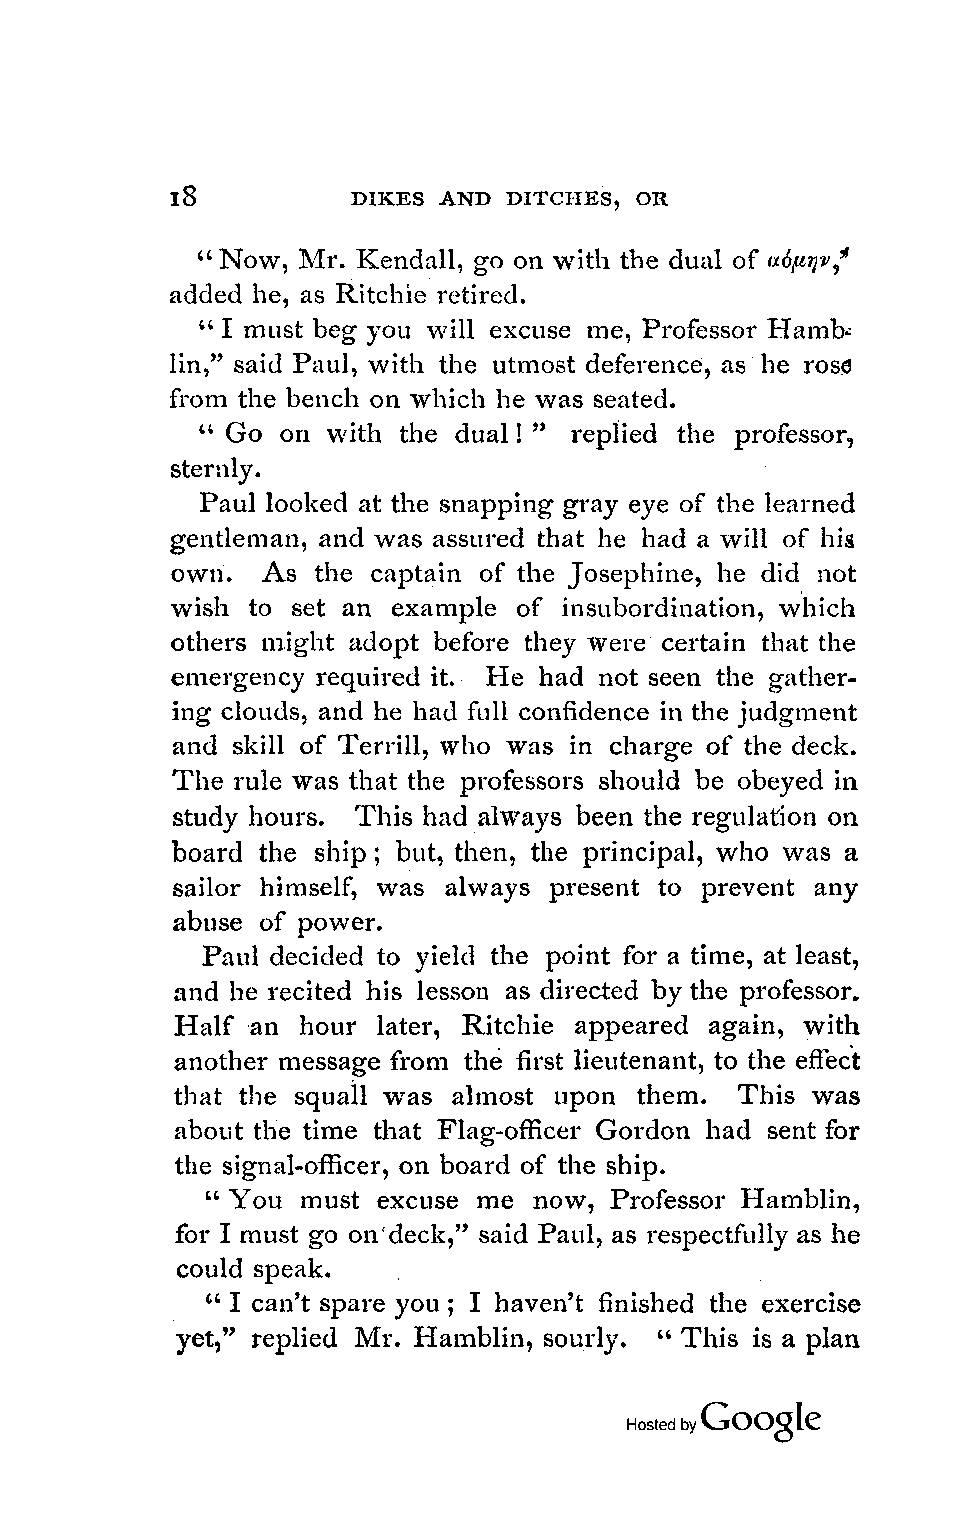 18 DIKES AND DITCHES, OR
“Now, Mr. Kendall, go on with the dual of
added he, as Ritchie retired.
“I must beg you will excuse me, Professor Hamb-
lin,” said Paul, with the utmost deference, as he rose
from the bench on which he was seated.
“Go on with the dual!” replied the professor,
sternly.
Paul looked at the snapping gray eye of the learned
gentleman, and was assured that he had a will of his
own. As the captain of the Josephine, he did not
wish to set an example of insubordination, which
others might adopt before they were certain that the
emergency required it. He had not seen the gather-
ing clouds, and he had full confidence in the judgment
and skill of Terrill, who was in charge of the deck.
The rule was that the professors should be obeyed in
study hours. This had always been the regulation on
board the ship; but, then, the principal, who was a
sailor himself, was always present to prevent any
abuse of power.
Paul decided to yield the point for a time, at least,
and he recited his lesson as directed by the professor.
Half an hour later, Ritchie appeared again, with
another message from the first lieutenant, to the effect
that the squall was almost upon them. This was
about the time that Flag-officer Gordon had sent for
the signal-officer, on board of the ship.
“You must excuse me now, Professor Hamblin,
for I must go on deck,” said Paul, as respectfully as he
could speak.
“I can't spare you; I haven't finished the exercise
yet,” replied Mr. Hamblin, sourly. “This is a plan
Hosted by Google